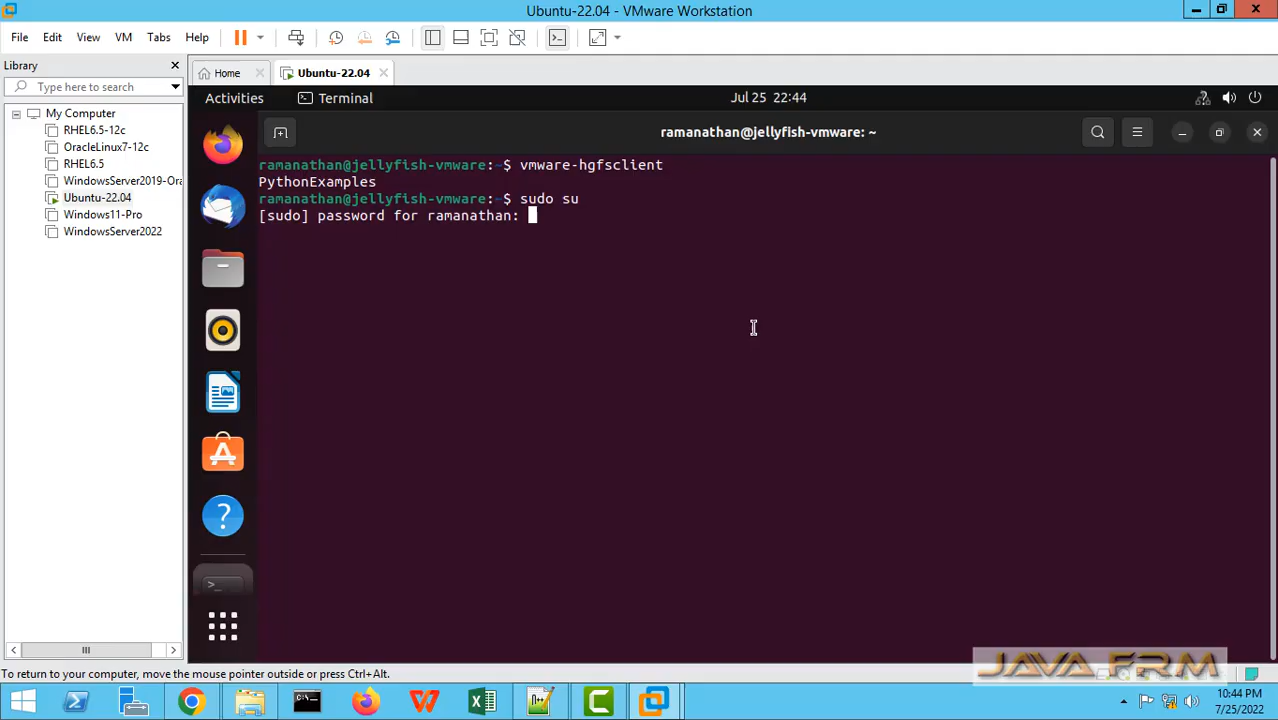 Ubuntu-22.04 - VMware Workstation
File Edit View VM Tabs Help
Library
Type here to search
My Computer
RHEL6.5-12c
OracleLinux7-12c
RHEL6.5
WindowsServer2019-Ora
Ubuntu-22.04
Windows11-Pro
WindowsServer2022
Home
Ubuntu-22.04
Activities Terminal Jul 25 22:44
ramanathan@jellyfish-vmware: ~
ramanathan@jellyfish-vmware:~$ vmware-hgfsclient
PythonExamples
ramanathan@jellyfish-vmware:~$ sudo su
[sudo] password for ramanathan:
JAVA FRM
To return to your computer, move the mouse pointer outside or press Ctrl+Alt.
10:44 PM
7/25/2022